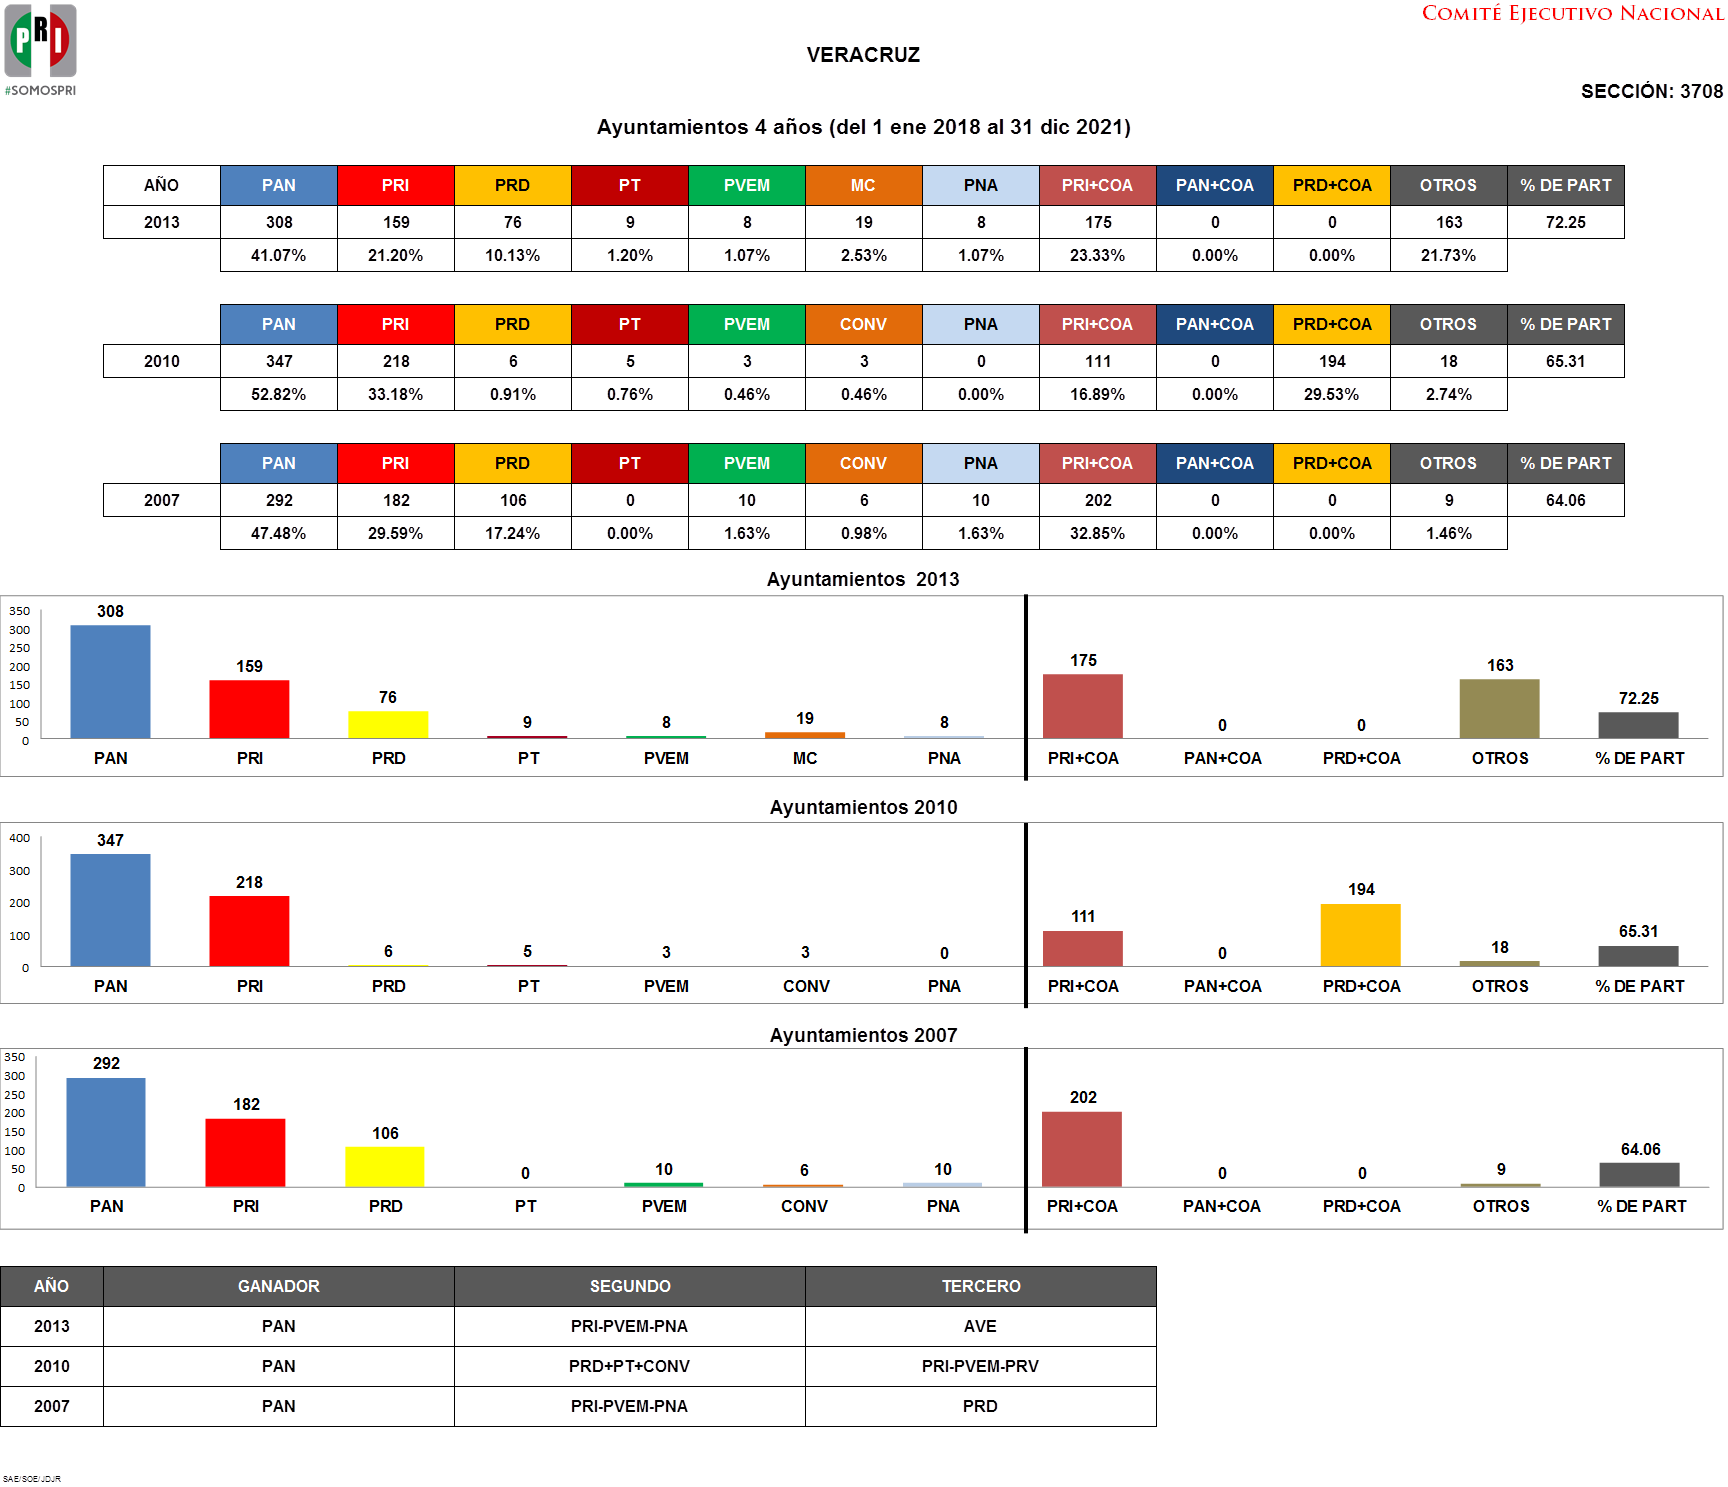 PRI
#SOMOSPRI
COMITÉ EJECUTIVO NACIONAL
VERACRUZ
SECCIÓN: 3708
Ayuntamientos 4 años (del 1 ene 2018 al 31 dic 2021)
AÑO PAN PRI PRD PT PVEM MC PNA PRI+COA PAN+COA PRD+COA OTROS % DE PART
2013 308 159 76 9 8 19 8 175 0 0 163 72.25
41.07% 21.20% 10.13% 1.20% 1.07% 2.53% 1.07% 23.33% 0.00% 0.00% 21.73%
PAN PRI PRD PT PVEM CONV PNA PRI+COA PAN+COA PRD+COA OTROS % DE PART
2010 347 218 6 5 3 3 0 111 0 194 18 65.31
52.82% 33.18% 0.91% 0.76% 0.46% 0.46% 0.00% 16.89% 0.00% 29.53% 2.74%
PAN PRI PRD PT PVEM CONV PNA PRI+COA PAN+COA PRD+COA OTROS % DE PART
2007 292 182 106 0 10 6 10 202 0 0 9 64.06
47.48% 29.59% 17.24% 0.00% 1.63% 0.98% 1.63% 32.85% 0.00% 0.00% 1.46%
Ayuntamientos 2013
350
300
250
200
150
100
50
0
308 159 76 9 8 19 8 175 0 0 163 72.25
PAN PRI PRD PT PVEM MC PNA PRI+COA PAN+COA PRD+COA OTROS % DE PART
Ayuntamientos 2010
400
300
200
100
0
347 218 6 5 3 3 0 111 0 194 18 65.31
PAN PRI PRD PT PVEM CONV PNA PRI+COA PAN+COA PRD+COA OTROS % DE PART
Ayuntamientos 2007
350
300
250
200
150
100
50
0
292 182 106 0 10 6 10 202 0 0 9 64.06
PAN PRI PRD PT PVEM CONV PNA PRI+COA PAN+COA PRD+COA OTROS % DE PART
AÑO GANADOR SEGUNDO TERCERO
2013 PAN PRI-PVEM-PNA AVE
2010 PAN PRD+PT+CONV PRI-PVEM-PRV
2007 PAN PRI-PVEM-PNA PRD
SAE/SOE/JDJR